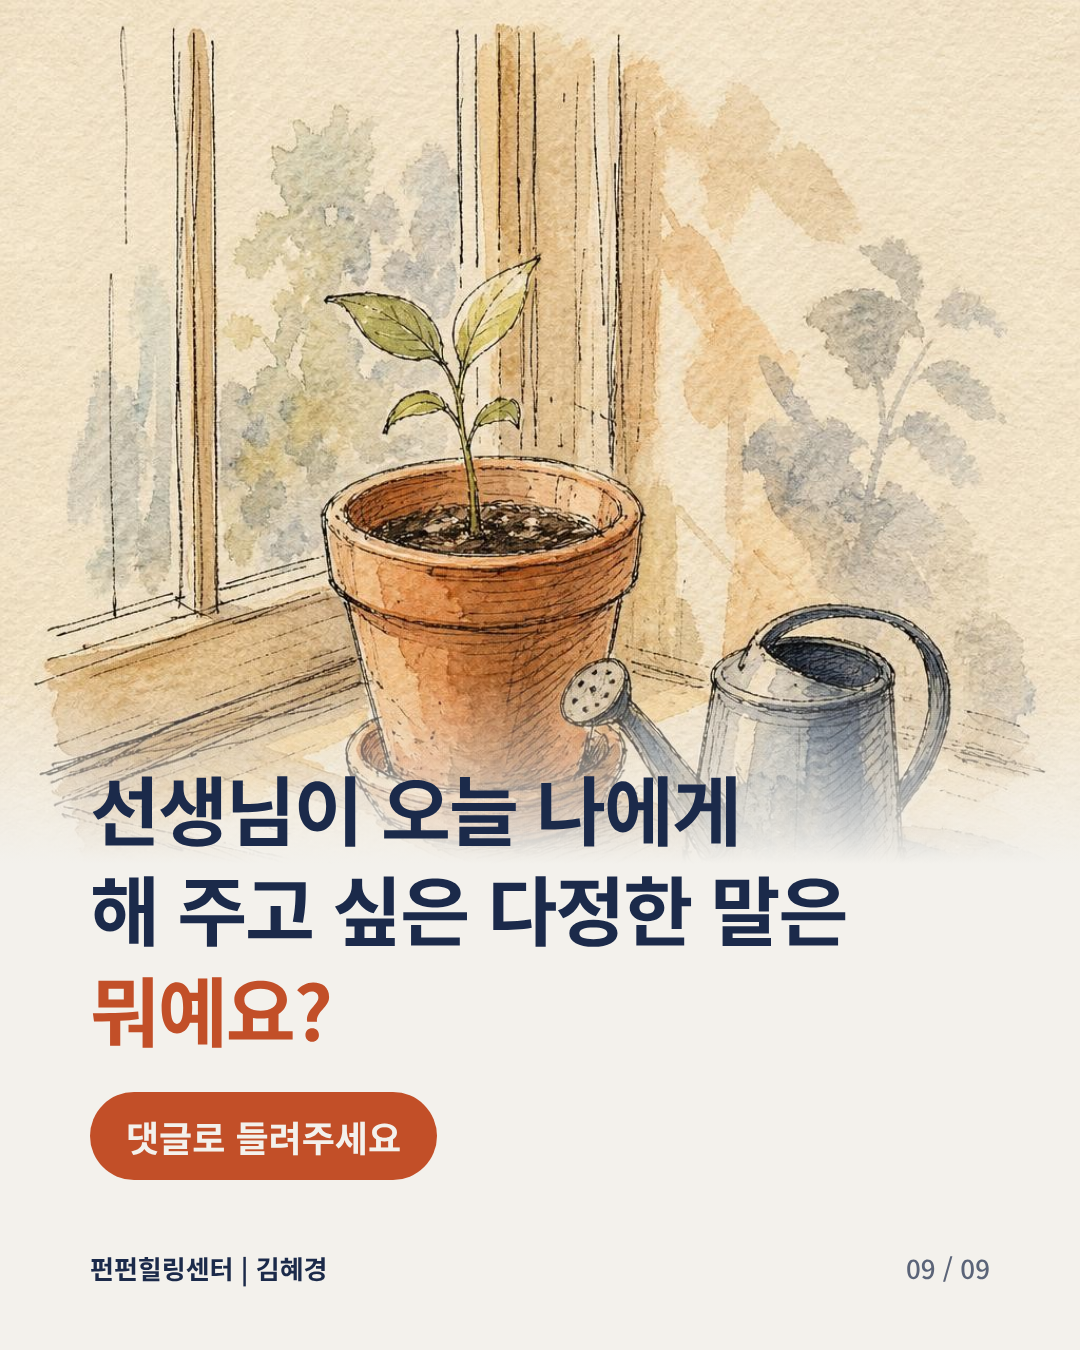 선생님이 오늘 나에게
해 주고 싶은 다정한 말은
뭐예요?
댓글로 들려주세요
펀펀힐링센터 | 김혜경
09 / 09